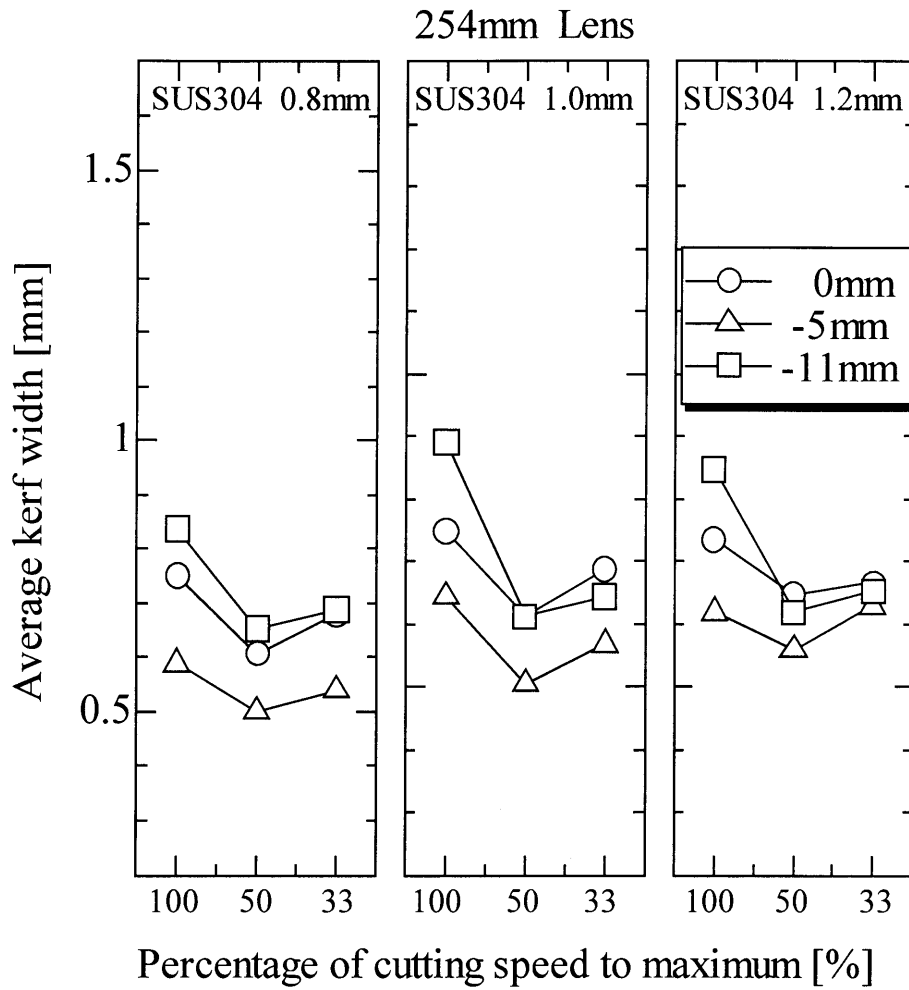 254mm Lens
SUS304 0.8mm
SUS304 1.0mm
SUS304 1.2mm
1.5
1
0.5
Average kerf width [mm]
0mm
-5mm
-11mm
100 50 33
100 50 33
100 50 33
Percentage of cutting speed to maximum [%]